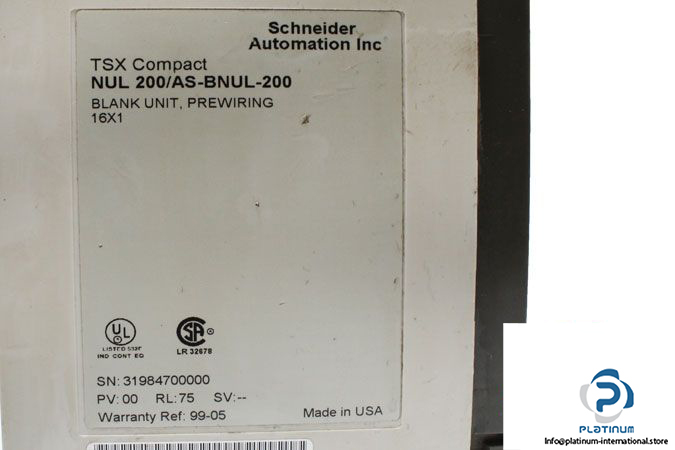 Schneider
Automation Inc
TSX Compact
NUL 200/AS-BNUL-200
BLANK UNIT, PREWIRING
16X1
UL
LISTED
IND CONT EQ
SA
LR 32678
SN: 31984700000
PV: 00 RL: 75 SV:--
Warranty Ref: 99-05
Made in USA
PLATINUM
Info@platinum-international.store